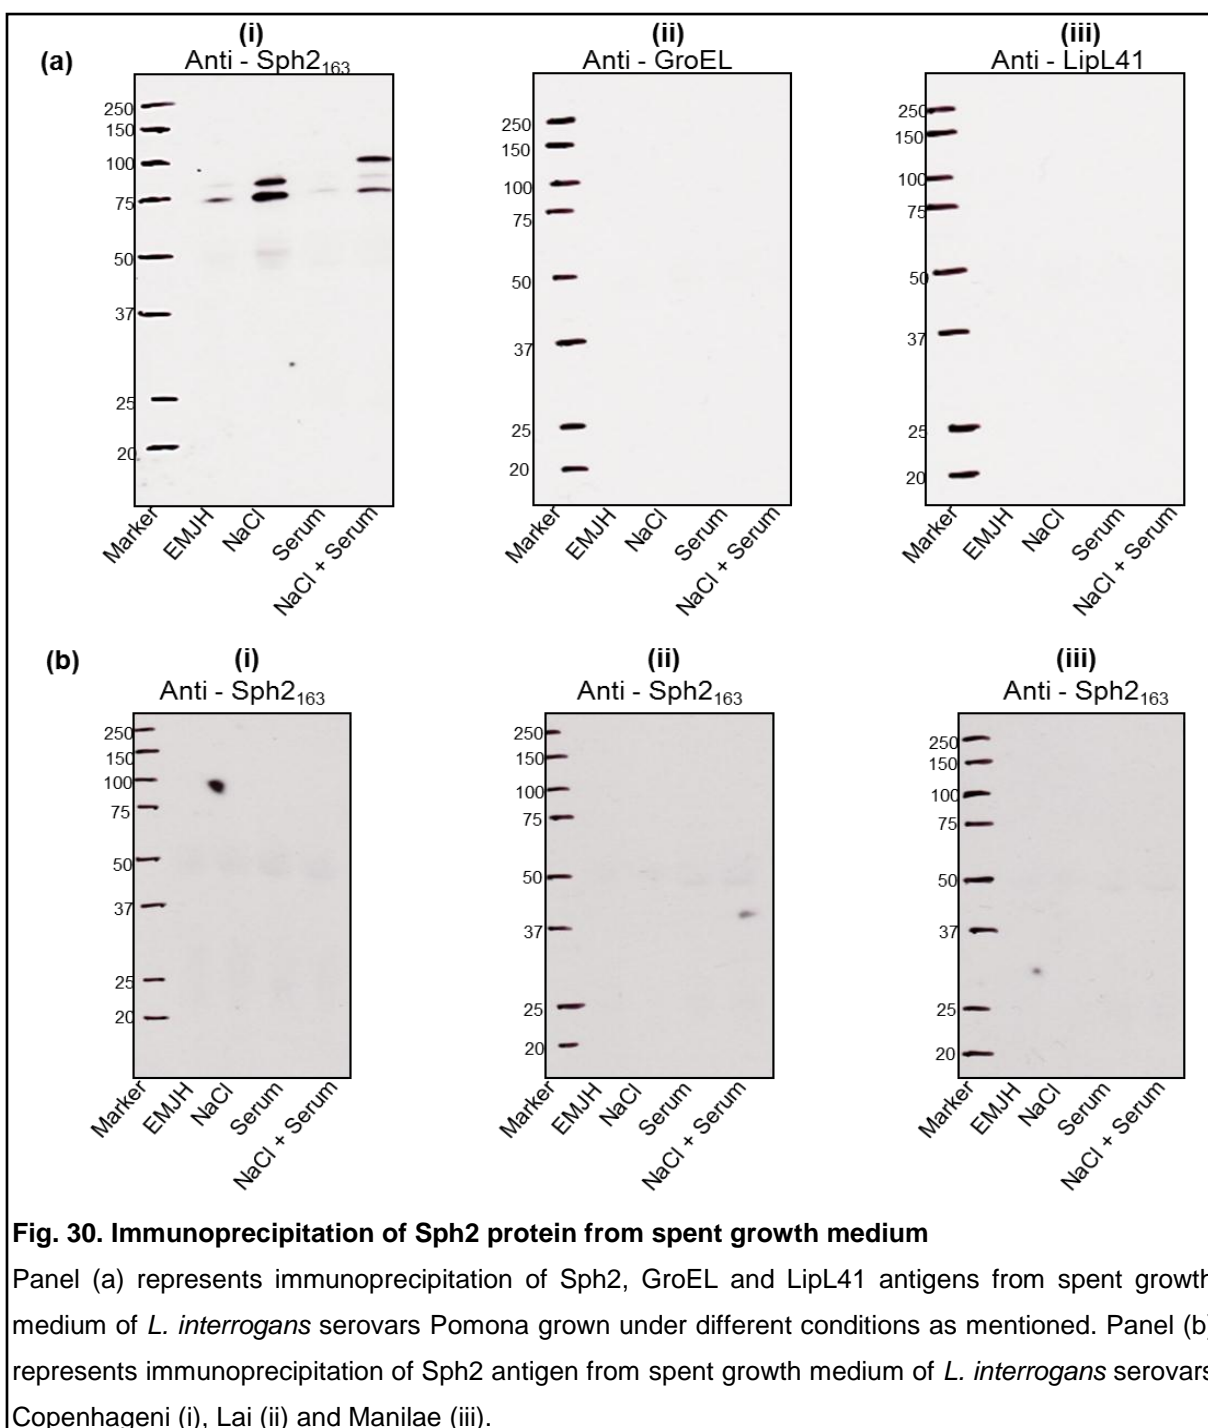 (i) (ii) (iii)
(a) Anti - Sph2₁₆₃ Anti - GroEL Anti - LipL41
250 250 250
150 150 150
100 100 100
75 75 75
50 50 50
37 37 37
25 25 25
20 20 20
Marker EMJH NaCl Serum NaCl + Serum Marker EMJH NaCl Serum NaCl + Serum Marker EMJH NaCl Serum NaCl + Serum
(b) (i) (ii) (iii)
Anti - Sph2₁₆₃ Anti - Sph2₁₆₃ Anti - Sph2₁₆₃
250 250 250
150 150 150
100 100 100
75 75 75
50 50 50
37 37 37
25 25 25
20 20 20
Marker EMJH NaCl Serum NaCl + Serum Marker EMJH NaCl Serum NaCl + Serum Marker EMJH NaCl Serum NaCl + Serum
Fig. 30. Immunoprecipitation of Sph2 protein from spent growth medium
Panel (a) represents immunoprecipitation of Sph2, GroEL and LipL41 antigens from spent growth
medium of L. interrogans serovars Pomona grown under different conditions as mentioned. Panel (b)
represents immunoprecipitation of Sph2 antigen from spent growth medium of L. interrogans serovars
Copenhageni (i), Lai (ii) and Manilae (iii).